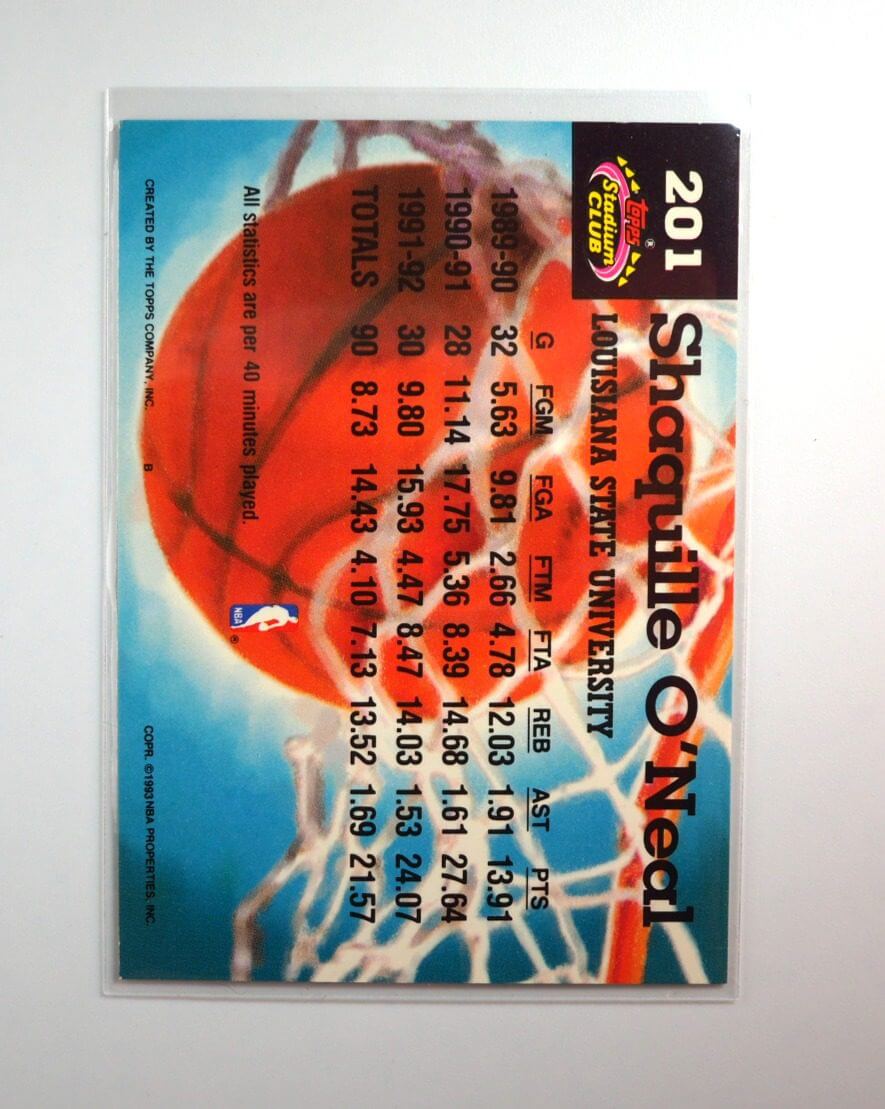 201
Topps®
Stadium
CLUB
Shaquille O'Neal
LOUISIANA STATE UNIVERSITY
G FGM FGA FTM FTA REB AST PTS
1989-90 32 5.63 9.81 2.66 4.78 12.03 1.91 13.91
1990-91 28 11.14 17.75 5.36 8.39 14.68 1.61 27.64
1991-92 30 9.80 15.93 4.47 8.47 14.03 1.53 24.07
TOTALS 90 8.73 14.43 4.10 7.13 13.52 1.69 21.57
All statistics are per 40 minutes played.
NBA ®
CREATED BY THE TOPPS COMPANY, INC. B COPR. ©1993 NBA PROPERTIES, INC.